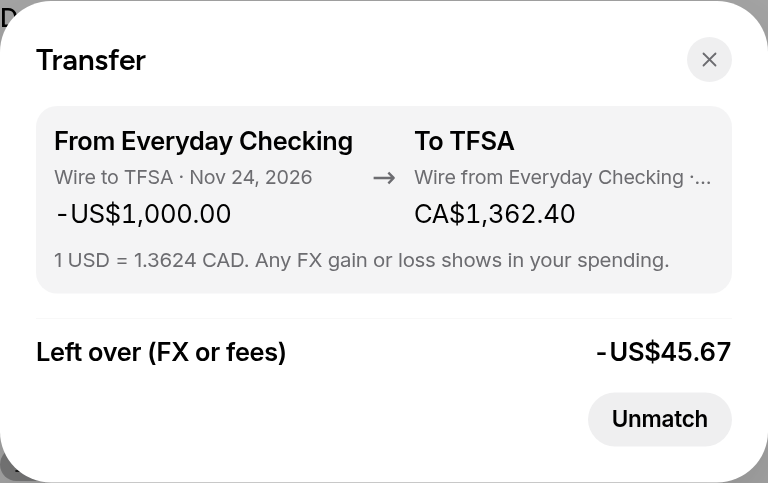 Transfer
From Everyday Checking
Wire to TFSA · Nov 24, 2026
-US$1,000.00
→
To TFSA
Wire from Everyday Checking ·...
CA$1,362.40
1 USD = 1.3624 CAD. Any FX gain or loss shows in your spending.
Left over (FX or fees)
-US$45.67
Unmatch